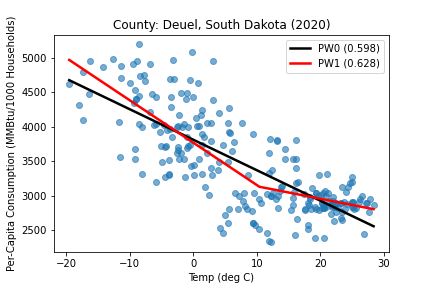 County: Deuel, South Dakota (2020)
PW0 (0.598)
PW1 (0.628)
Per-Capita Consumption (MMBtu/1000 Households)
5000
4500
4000
3500
3000
2500
−20
−10
0
10
20
30
Temp (deg C)